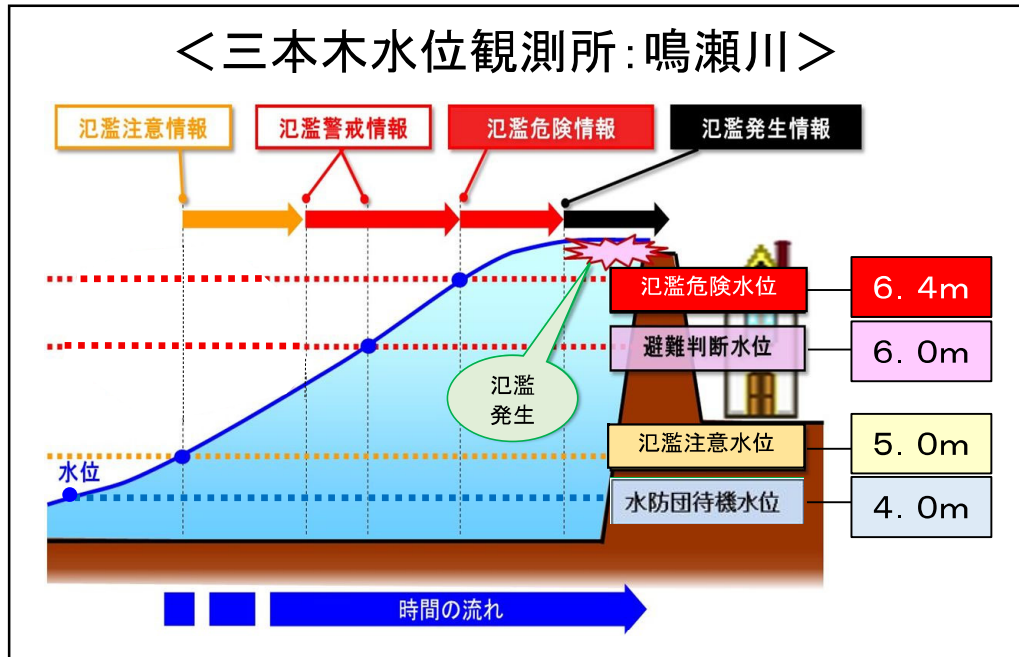 ＜三本木水位観測所：鳴瀬川＞
氾濫注意情報
氾濫警戒情報
氾濫危険情報
氾濫発生情報
氾濫危険水位
６．４ｍ
避難判断水位
６．０ｍ
氾濫
発生
氾濫注意水位
５．０ｍ
水位
水防団待機水位
４．０ｍ
時間の流れ